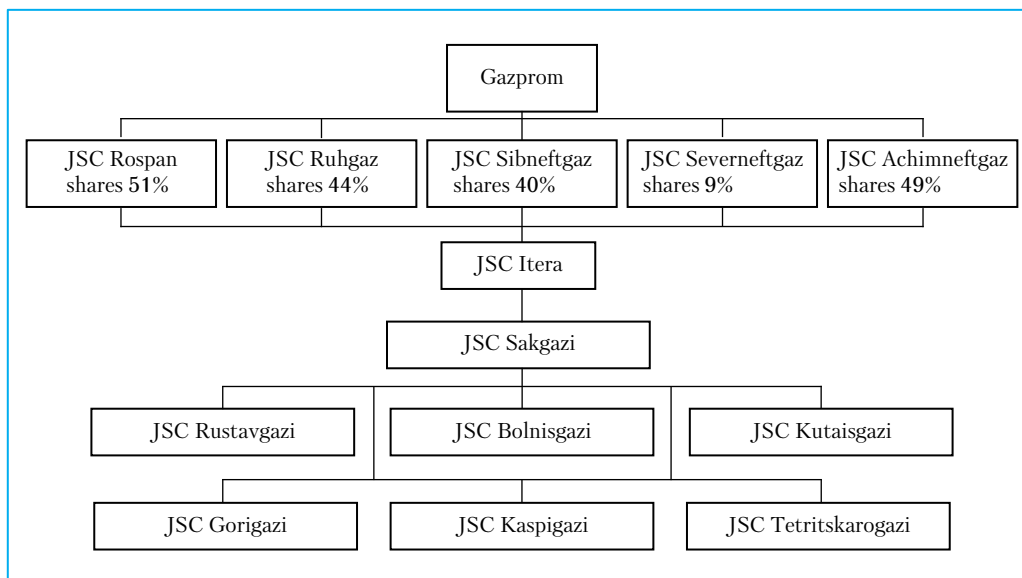 Gazprom
JSC Rospan
shares 51%
JSC Ruhgaz
shares 44%
JSC Sibneftgaz
shares 40%
JSC Severneftgaz
shares 9%
JSC Achimneftgaz
shares 49%
JSC Itera
JSC Sakgazi
JSC Rustavgazi
JSC Bolnisgazi
JSC Kutaisgazi
JSC Gorigazi
JSC Kaspigazi
JSC Tetritskarogazi